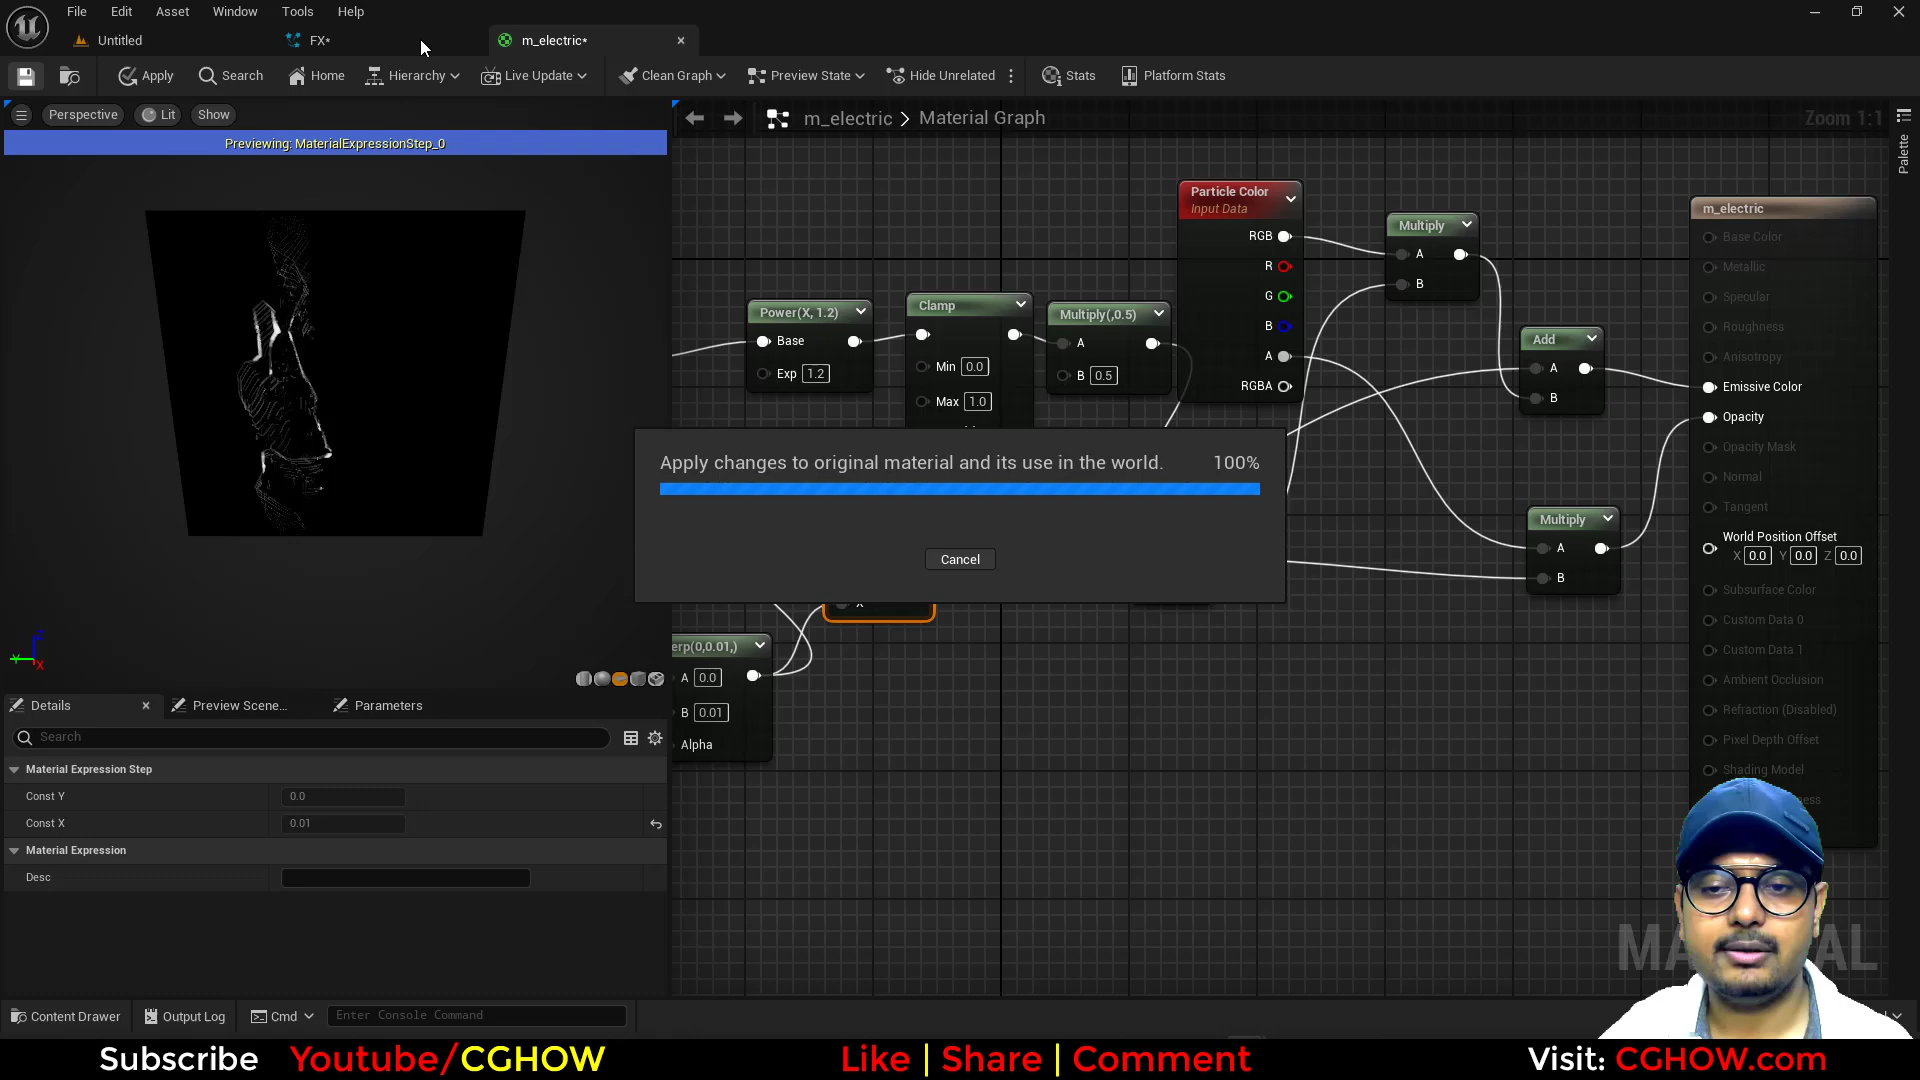 File Edit Asset Window Tools Help
Untitled FX* m_electric*
Apply Search Home Hierarchy Live Update Clean Graph Preview State Hide Unrelated Stats Platform Stats
Perspective Lit Show
m_electric > Material Graph Zoom 1:1
Palette
Previewing: MaterialExpressionStep_0
Particle Color
Input Data
RGB
R
G
B
A
RGBA
Multiply
A
B
m_electric
Base Color
Metallic
Specular
Roughness
Anisotropy
Emissive Color
Opacity
Opacity Mask
Normal
Tangent
World Position Offset
X 0.0 Y 0.0 Z 0.0
Subsurface Color
Custom Data 0
Custom Data 1
Ambient Occlusion
Refraction (Disabled)
Pixel Depth Offset
Shading Model
Power(X, 1.2)
Base
Exp 1.2
Clamp
Min 0.0
Max 1.0
Multiply(,0.5)
A
B 0.5
Add
A
B
Multiply
A
B
Apply changes to original material and its use in the world. 100%
Cancel
X
erp(0,0.01,)
A 0.0
B 0.01
Alpha
Z
Y
X
Details Preview Scene... Parameters
Search
Material Expression Step
Const Y 0.0
Const X 0.01
Material Expression
Desc
Content Drawer Output Log Cmd Enter Console Command
Subscribe Youtube/CGHOW Like | Share | Comment Visit: CGHOW.com